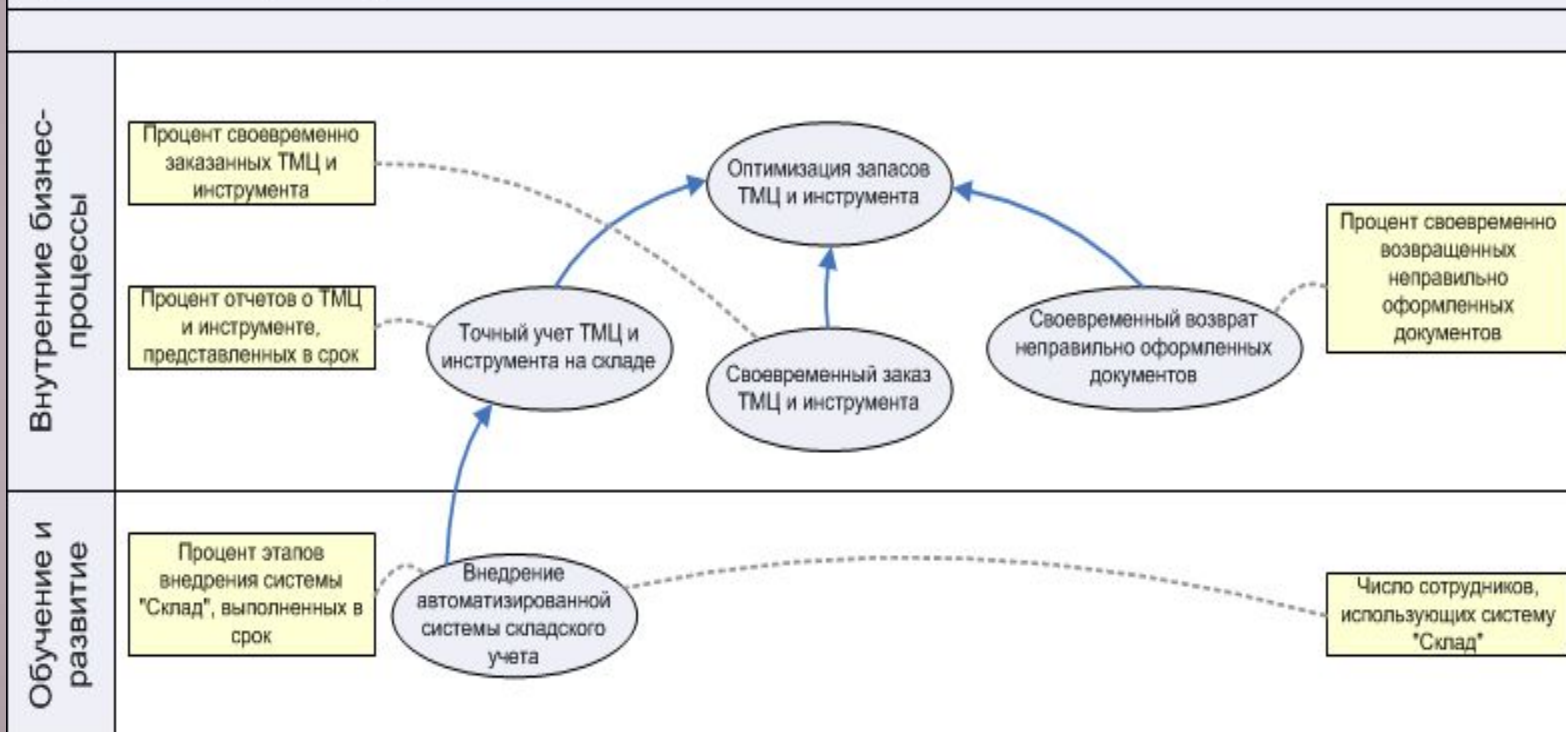 Внутренние бизнес-
процессы
Процент своевременно
заказанных ТМЦ и
инструмента
Оптимизация запасов
ТМЦ и инструмента
Процент своевременно
возвращенных
неправильно
оформленных
документов
Процент отчетов о ТМЦ
и инструменте,
представленных в срок
Точный учет ТМЦ и
инструмента на складе
Своевременный заказ
ТМЦ и инструмента
Своевременный возврат
неправильно оформленных
документов
Обучение и
развитие
Процент этапов
внедрения системы
"Склад", выполненных в
срок
Внедрение
автоматизированной
системы складского
учета
Число сотрудников,
использующих систему
"Склад"